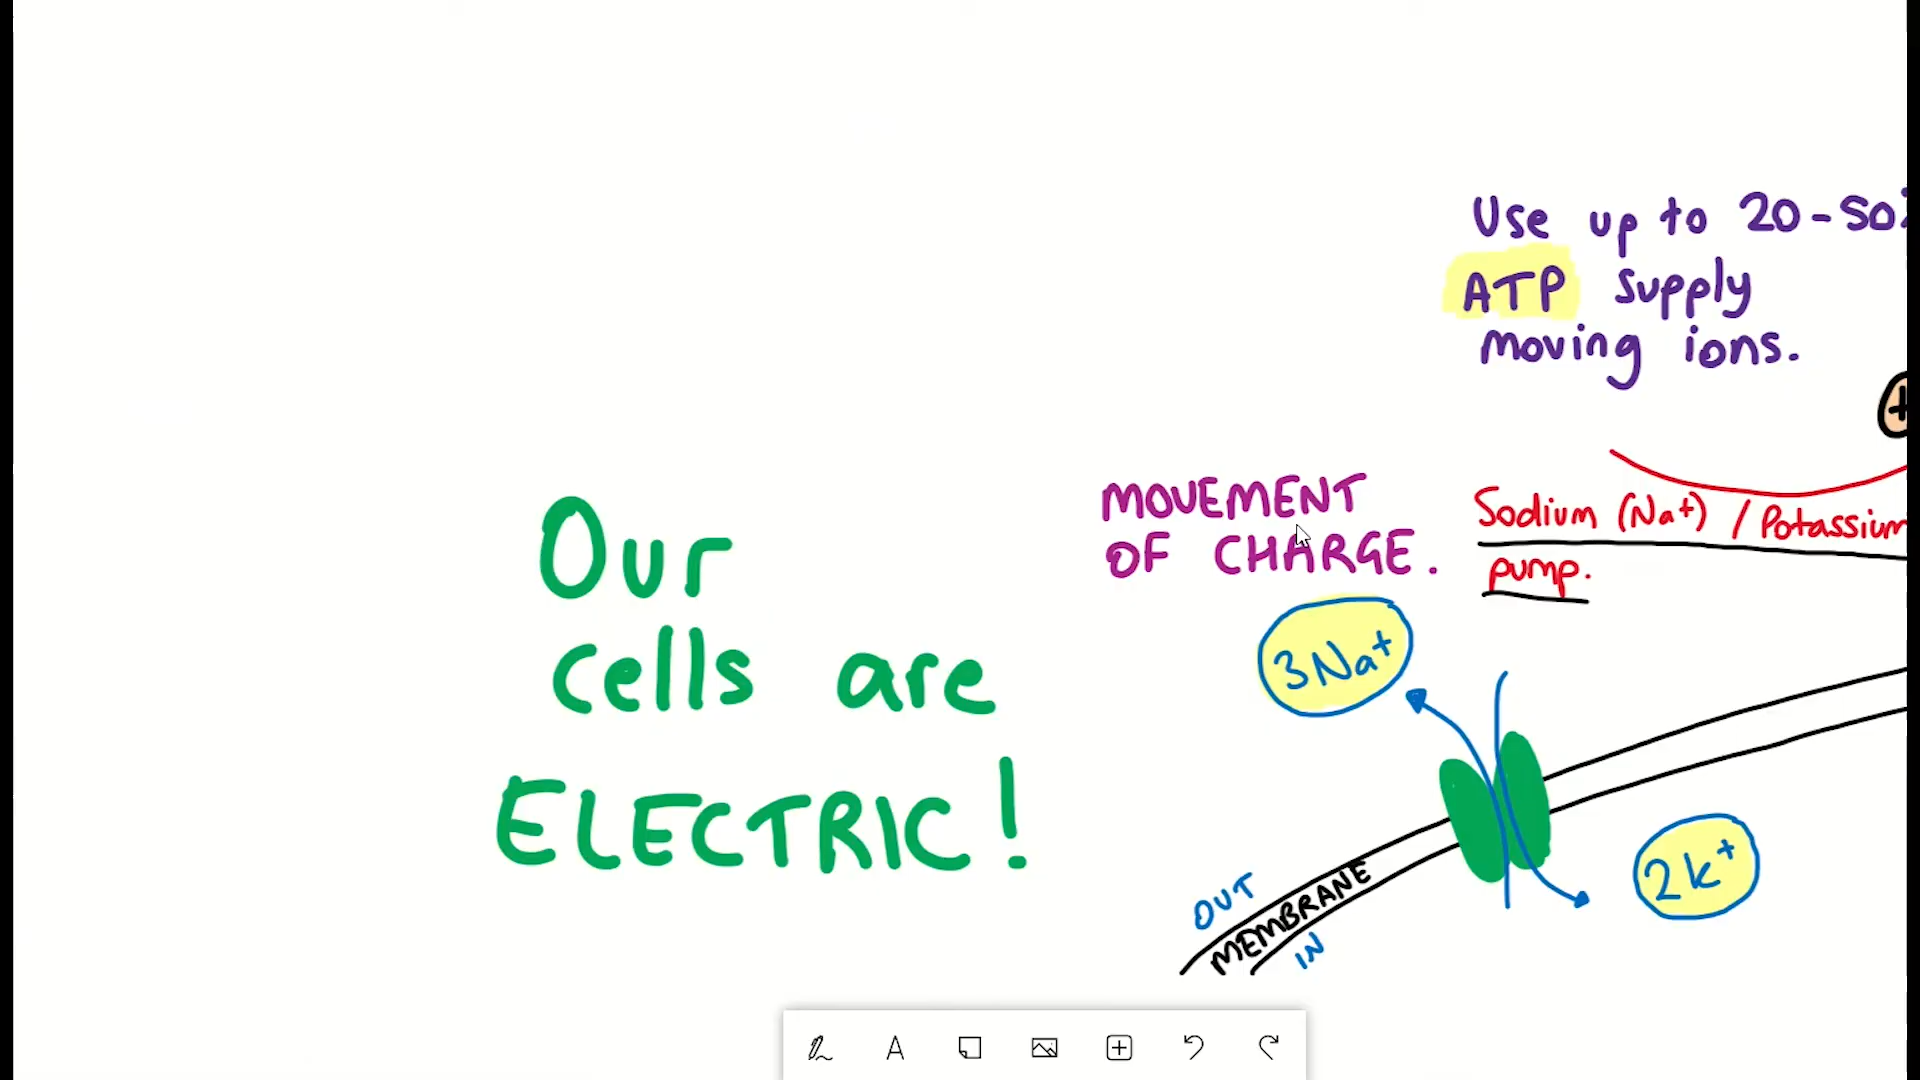 Use up to 20-50%
ATP supply
moving ions.
+
MOVEMENT
OF CHARGE.
Sodium (Na+) / Potassium
pump.
Our
cells are
ELECTRIC!
3Na+
2K+
OUT
MEMBRANE
IN
A